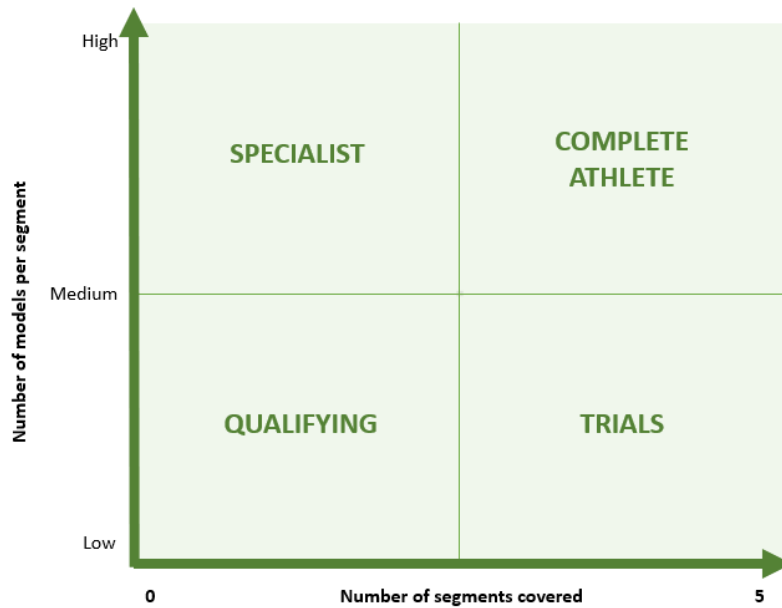 High
SPECIALIST
COMPLETE
ATHLETE
Number of models per segment
Medium
QUALIFYING
TRIALS
Low
0
Number of segments covered
5